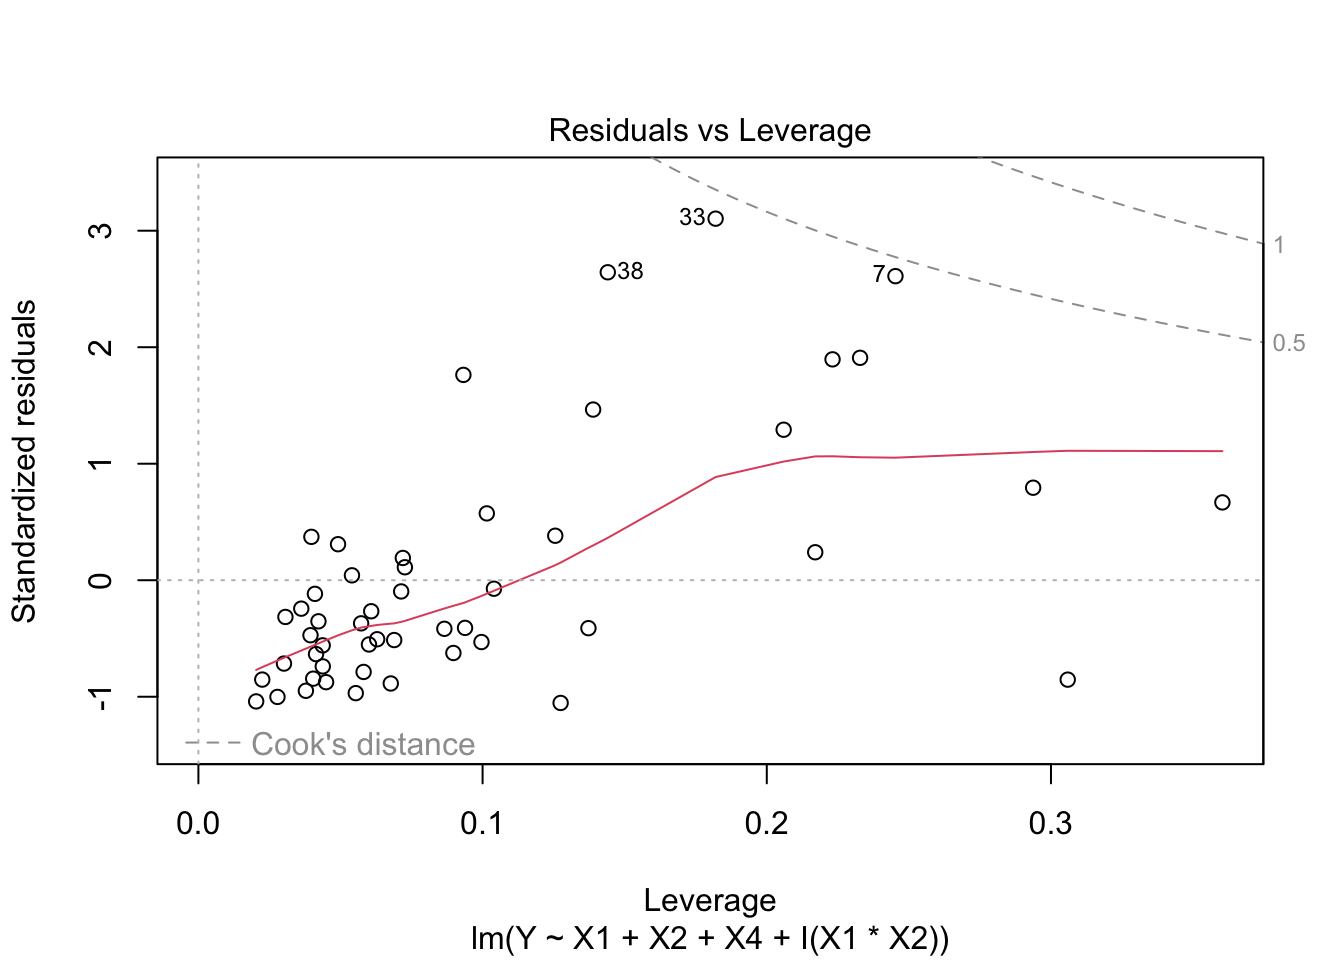 Residuals vs Leverage
Standardized residuals
3
2
1
0
-1
33
38
7
1
0.5
Cook's distance
0.0
0.1
0.2
0.3
Leverage
lm(Y ~ X1 + X2 + X4 + I(X1 * X2))